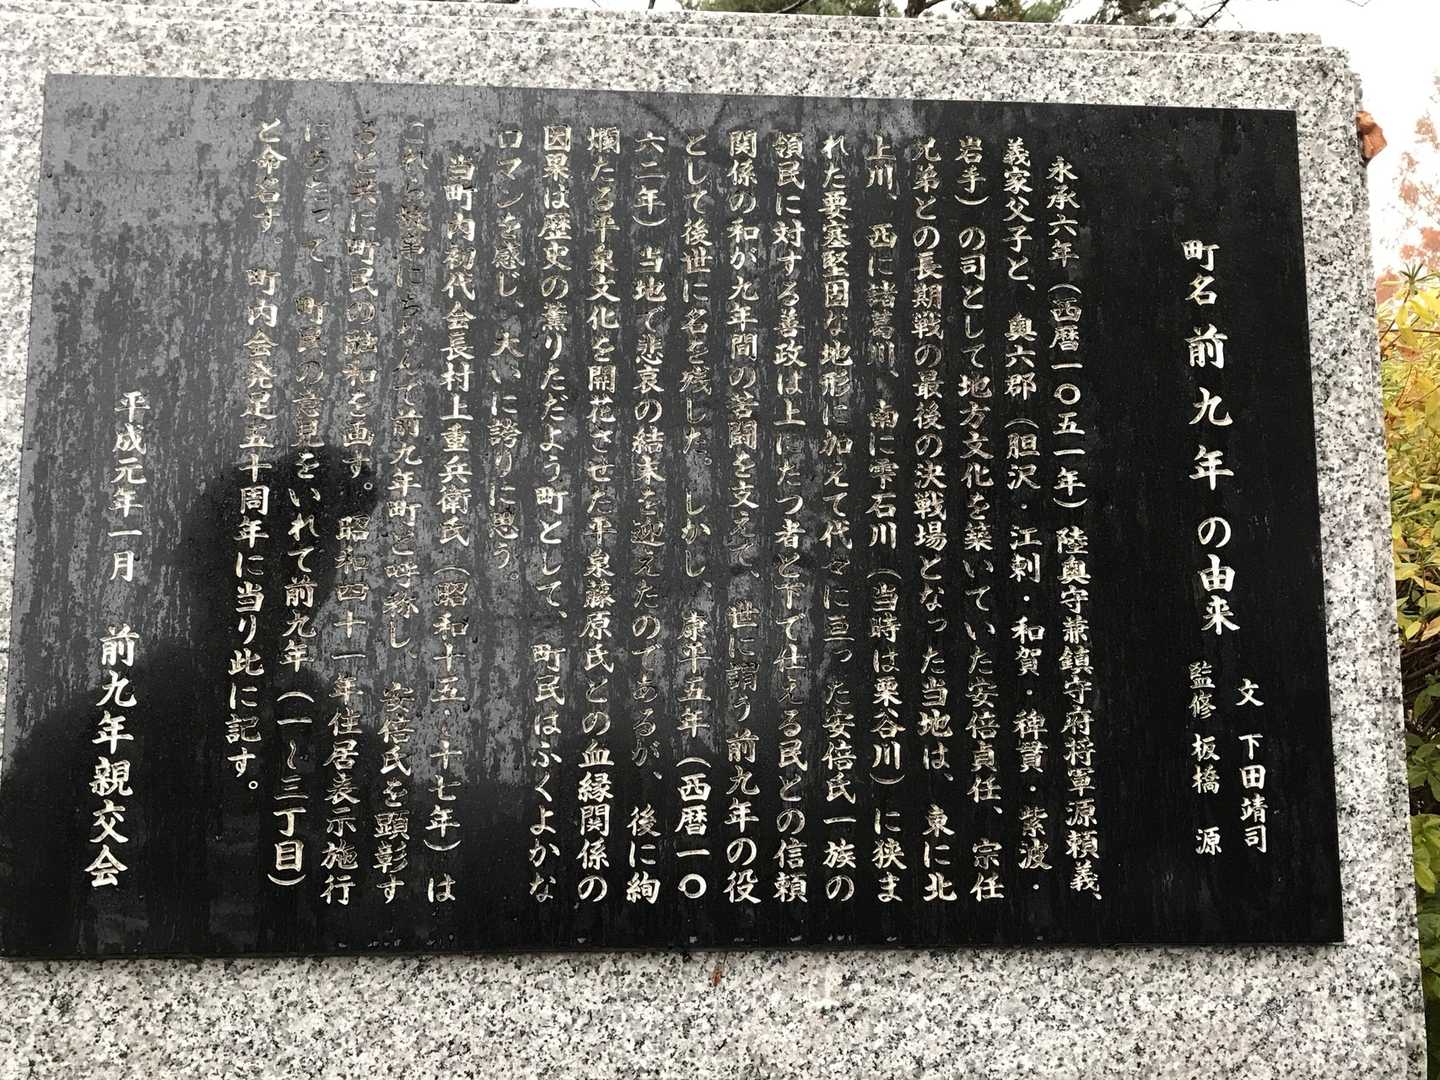 町名前九年の由来
文 下田靖司
監修 板橋 源
永承六年（西暦一〇五一年）陸奥守兼鎮守府将軍源頼義、
義家父子と、奥六郡（胆沢・江刺・和賀・稗貫・紫波・
岩手）の司として地方文化を築いていた安倍貞任、宗任
兄弟との長期戦の最後の決戦場となった当地は、東に北
上川、西に諸葛川、南に雫石川（当時は栗谷川）に狭ま
れた要塞堅固な地形に加えて代々に亘った安倍氏一族の
領民に対する善政は上にたつ者と下で仕える民との信頼
関係の和が九年間の苦闘を支えて、世に謂う前九年の役
として後世に名を残した。しかし、康平五年（西暦一〇
六二年）当地で悲哀の結末を迎えたのであるが、後に絢
爛たる平泉文化を開花させた平泉藤原氏との血縁関係の
因果は歴史の薫りただよう町として、町民はふくよかな
ロマンを感じ、大いに誇りに思う。
当町内初代会長村上重兵衛氏（昭和十五〜十七年）は
これら故事にちなんで前九年町と呼称し、安倍氏を顕彰す
ると共に町民の融和を画す。昭和四十一年住居表示施行
にあたって、町民の意見をいれて前九年（一〜三丁目）
と命名す。町内会発足五十周年に当り此に記す。
平成元年一月 前九年親交会